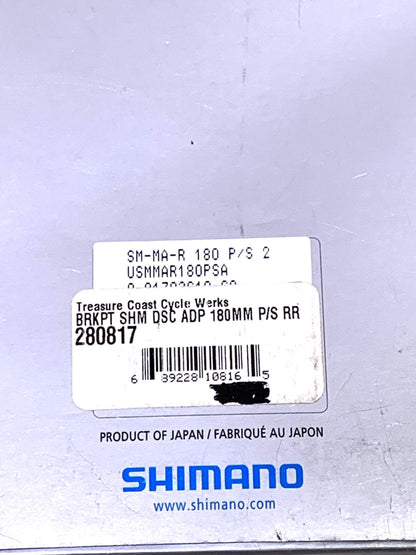 SM-MA-R 180 P/S 2
USMMAR180PSA
Treasure Coast Cycle Werks
BRKPT SHM DSC ADP 180MM P/S RR
280817
6 39228 10816 5
PRODUCT OF JAPAN / FABRIQUÉ AU JAPON
SHIMANO
www.shimano.com